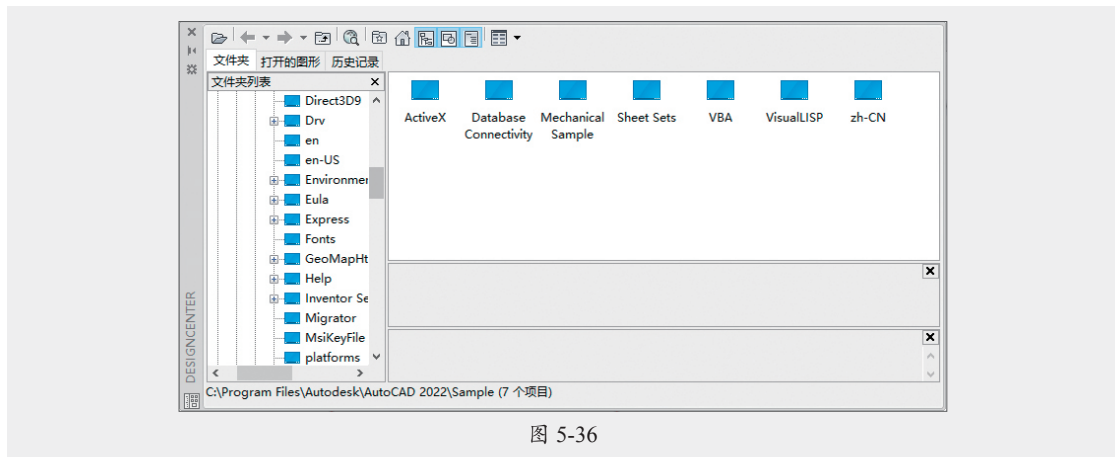 文件夹 打开的图形 历史记录
文件夹列表
Direct3D9
Drv
en
en-US
Environmer
Eula
Express
Fonts
GeoMapHt
Help
Inventor Se
Migrator
MsiKeyFile
platforms
ActiveX
Database Connectivity
Mechanical Sample
Sheet Sets
VBA
VisualLISP
zh-CN
DESIGNCENTER
C:\Program Files\Autodesk\AutoCAD 2022\Sample (7 个项目)
图 5-36